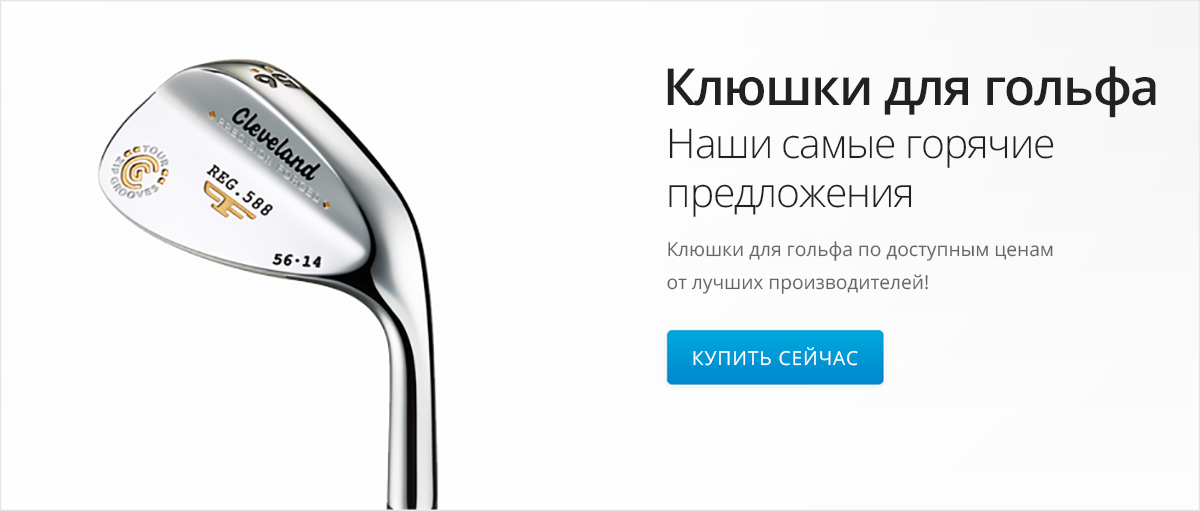 56
Cleveland
PRECISION FORGED
TOUR
ZIP GROOVES
REG.588
56·14
Клюшки для гольфа
Наши самые горячие
предложения
Клюшки для гольфа по доступным ценам
от лучших производителей!
КУПИТЬ СЕЙЧАС